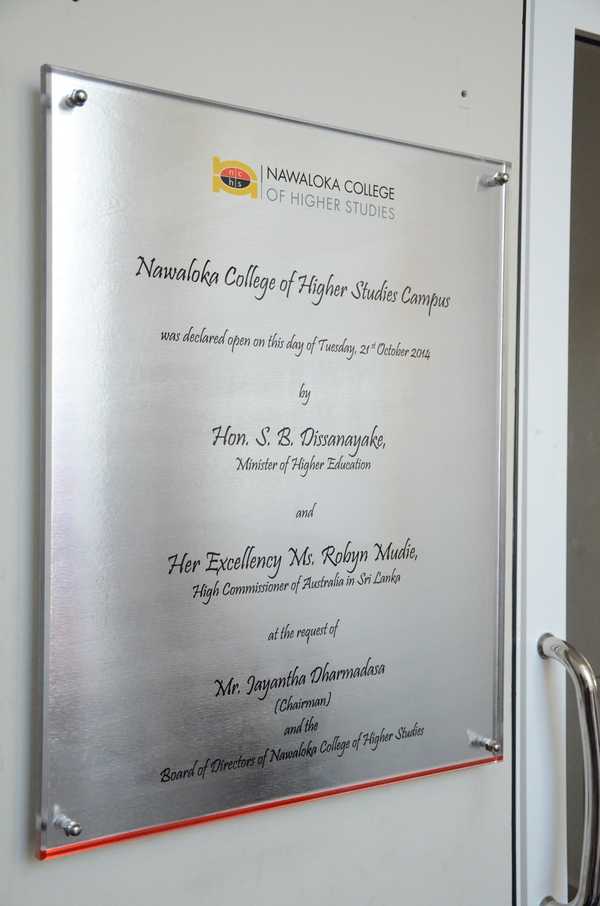 nc
hs
NAWALOKA COLLEGE
OF HIGHER STUDIES
Nawaloka College of Higher Studies Campus
was declared open on this day of Tuesday, 21st October 2014
by
Hon. S. B. Dissanayake,
Minister of Higher Education
and
Her Excellency Ms. Robyn Mudie,
High Commissioner of Australia in Sri Lanka
at the request of
Mr. Jayantha Dharmadasa
(Chairman)
and the
Board of Directors of Nawaloka College of Higher Studies